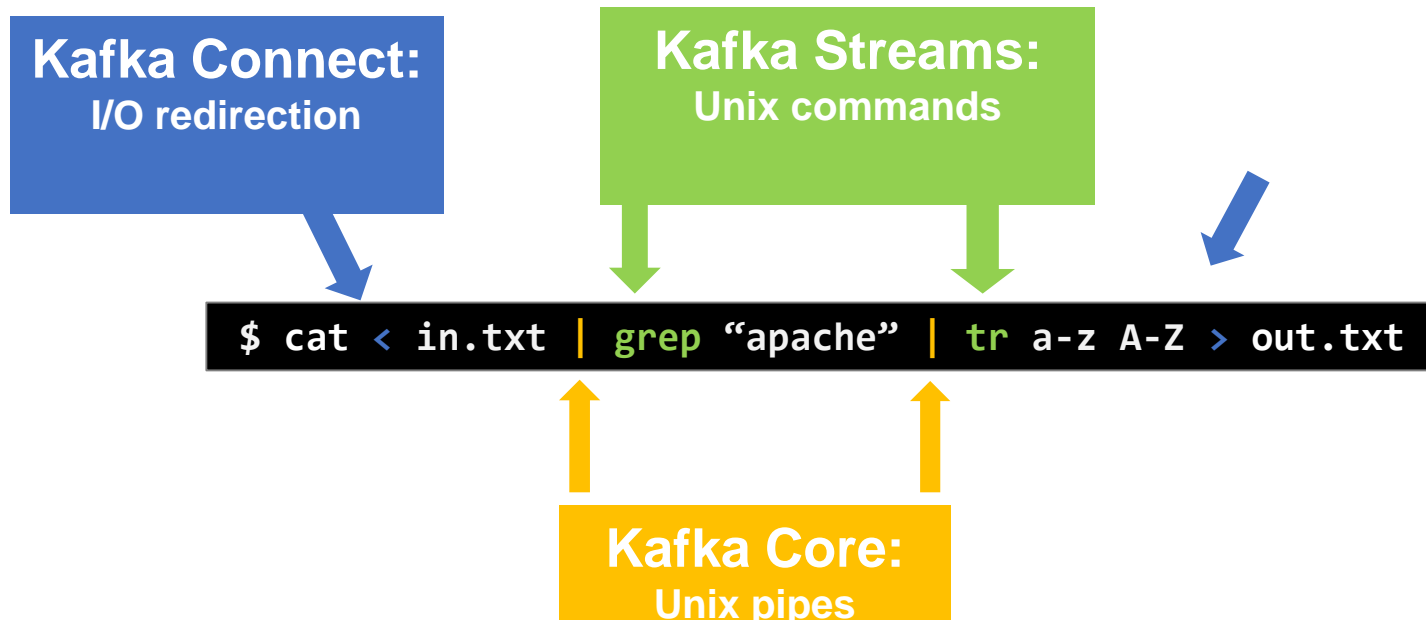 Kafka Connect:
I/O redirection
Kafka Streams:
Unix commands
$ cat < in.txt | grep “apache” | tr a-z A-Z > out.txt
Kafka Core:
Unix pipes